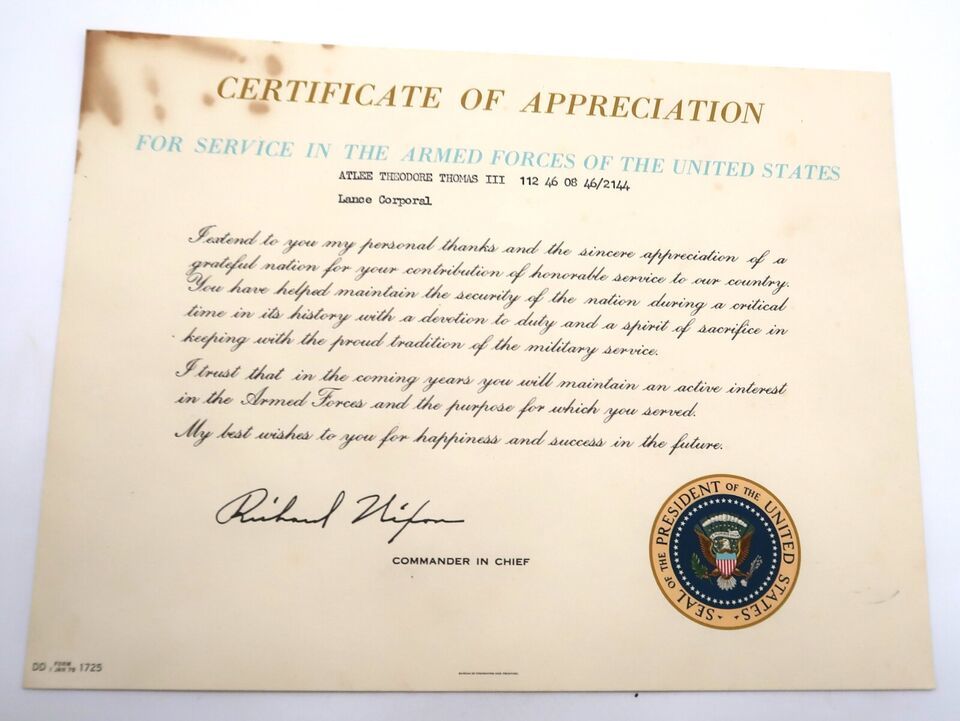 CERTIFICATE OF APPRECIATION
FOR SERVICE IN THE ARMED FORCES OF THE UNITED STATES
ATLEE THEODORE THOMAS III 112 46 08 46/2144
Lance Corporal
I extend to you my personal thanks and the sincere appreciation of a
grateful nation for your contribution of honorable service to our country.
You have helped maintain the security of the nation during a critical
time in its history with a devotion to duty and a spirit of sacrifice in
keeping with the proud tradition of the military service.
I trust that in the coming years you will maintain an active interest
in the Armed Forces and the purpose for which you served.
My best wishes to you for happiness and success in the future.
Richard Nixon
COMMANDER IN CHIEF
SEAL OF THE PRESIDENT OF THE UNITED STATES
DD FORM 1 JAN 70 1725